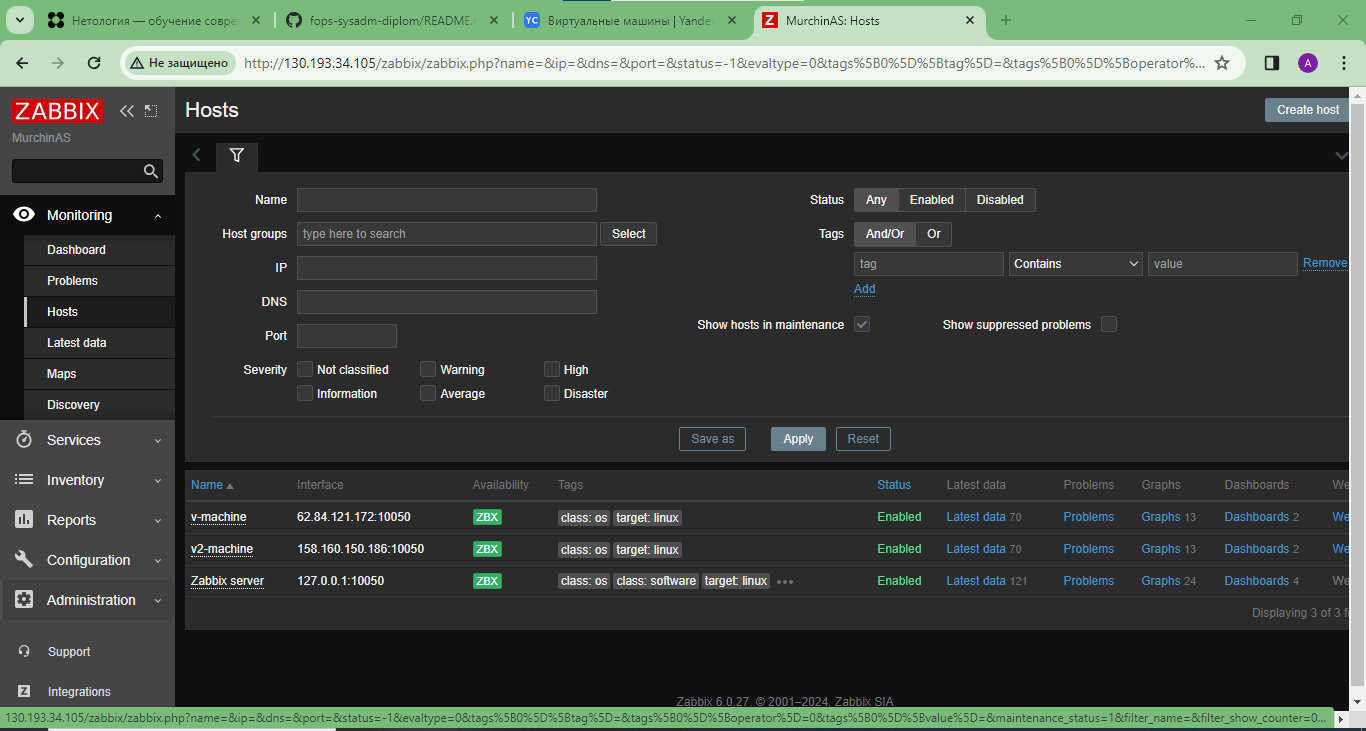 Нетология — обучение совре
fops-sysadm-diplom/README.
Виртуальные машины | Yande
MurchinAS: Hosts
Не защищено
http://130.193.34.105/zabbix/zabbix.php?name=&ip=&dns=&port=&status=-1&evaltype=0&tags%5B0%5D%5Btag%5D=&tags%5B0%5D%5Boperator%...
A
ZABBIX
MurchinAS
Hosts
Create host
Monitoring
Dashboard
Problems
Hosts
Latest data
Maps
Discovery
Services
Inventory
Reports
Configuration
Administration
Support
Z Integrations
Name
Host groups type here to search Select
IP
DNS
Port
Severity Not classified Warning High
Information Average Disaster
Status Any Enabled Disabled
Tags And/Or Or
tag Contains value Remove
Add
Show hosts in maintenance Show suppressed problems
Save as Apply Reset
Name Interface Availability Tags Status Latest data Problems Graphs Dashboards We
v-machine 62.84.121.172:10050 ZBX class: os target: linux Enabled Latest data 70 Problems Graphs 13 Dashboards 2 We
v2-machine 158.160.150.186:10050 ZBX class: os target: linux Enabled Latest data 70 Problems Graphs 13 Dashboards 2 We
Zabbix server 127.0.0.1:10050 ZBX class: os class: software target: linux ••• Enabled Latest data 121 Problems Graphs 24 Dashboards 4 We
Displaying 3 of 3 f
Zabbix 6.0.27. © 2001–2024, Zabbix SIA
130.193.34.105/zabbix/zabbix.php?name=&ip=&dns=&port=&status=-1&evaltype=0&tags%5B0%5D%5Btag%5D=&tags%5B0%5D%5Boperator%5D=0&tags%5B0%5D%5Bvalue%5D=&maintenance_status=1&filter_name=&filter_show_counter=0...